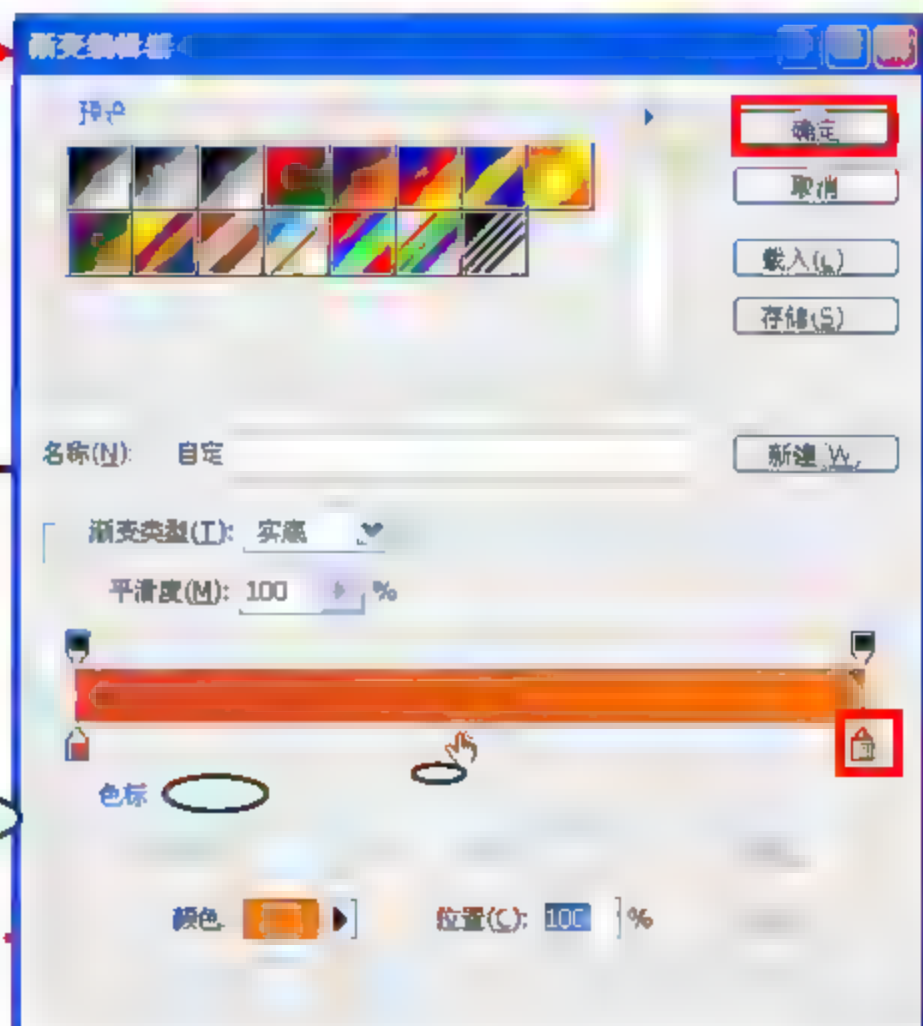 渐变编辑器
预设
确定
取消
载入(L)
存储(S)
名称(N): 自定
新建(W)
渐变类型(T): 实底
平滑度(M): 100 %
色标
颜色: 位置(C): 100 %